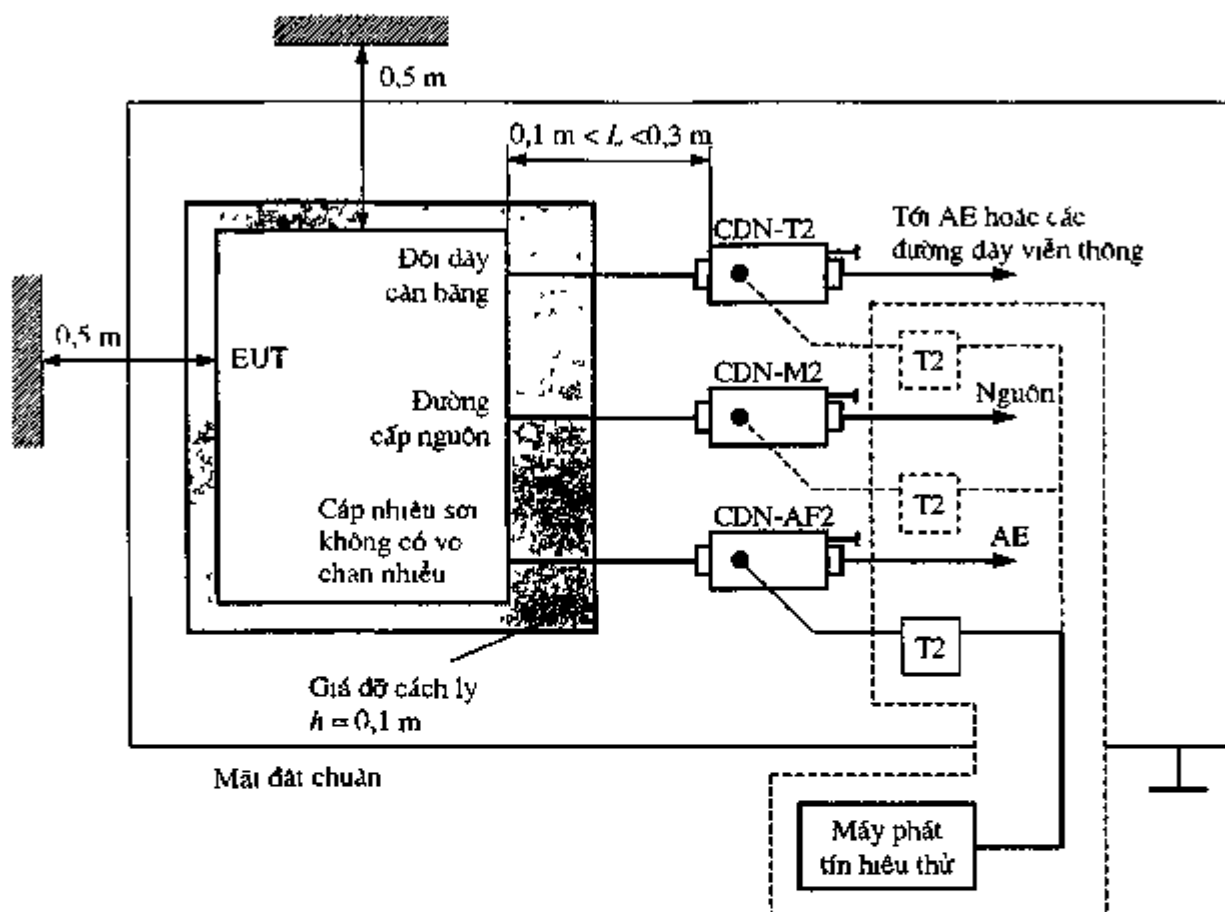 0,5 m
0,1 m < L <0,3 m
CDN-T2
Tới AE hoặc các
đường dây viễn thông
Đôi dây
cân bằng
0,5 m
EUT
T2
CDN-M2
Nguồn
Đường
cấp nguồn
T2
CDN-AF2
Cáp nhiều sợi
không có vỏ
chắn nhiễu
AE
T2
Giá đỡ cách ly
h = 0,1 m
Mặt đất chuẩn
Máy phát
tín hiệu thử